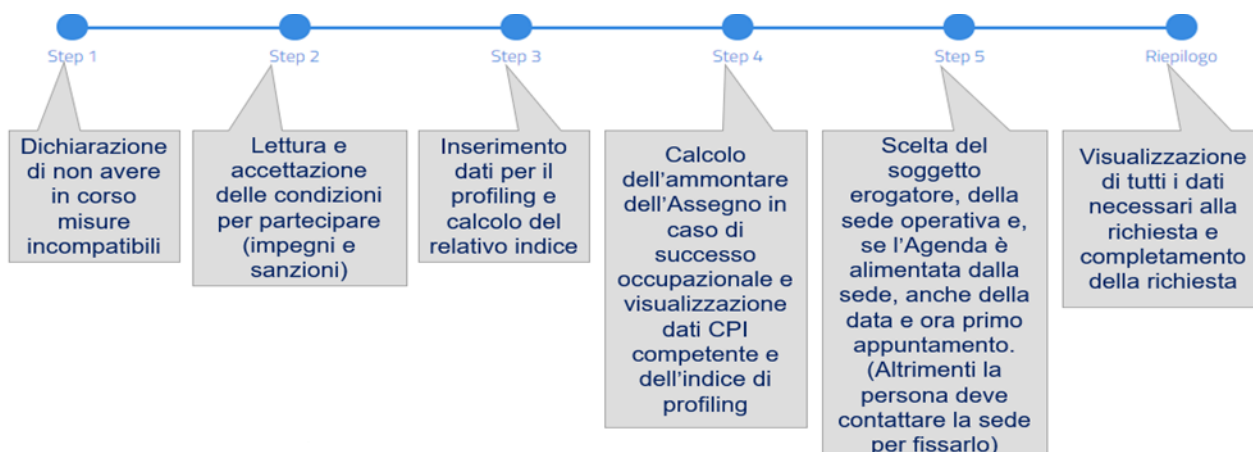 Step 1
Step 2
Step 3
Step 4
Step 5
Riepilogo
Dichiarazione
di non avere
in corso
misure
incompatibili
Lettura e
accettazione
delle condizioni
per partecipare
(impegni e
sanzioni)
Inserimento
dati per il
profiling e
calcolo del
relativo indice
Calcolo
dell'ammontare
dell'Assegno in
caso di
successo
occupazionale e
visualizzazione
dati CPI
competente e
dell'indice di
profiling
Scelta del
soggetto
erogatore, della
sede operativa e,
se l'Agenda è
alimentata dalla
sede, anche della
data e ora primo
appuntamento.
(Altrimenti la
persona deve
contattare la sede
per fissarlo)
Visualizzazione
di tutti i dati
necessari alla
richiesta e
completamento
della richiesta